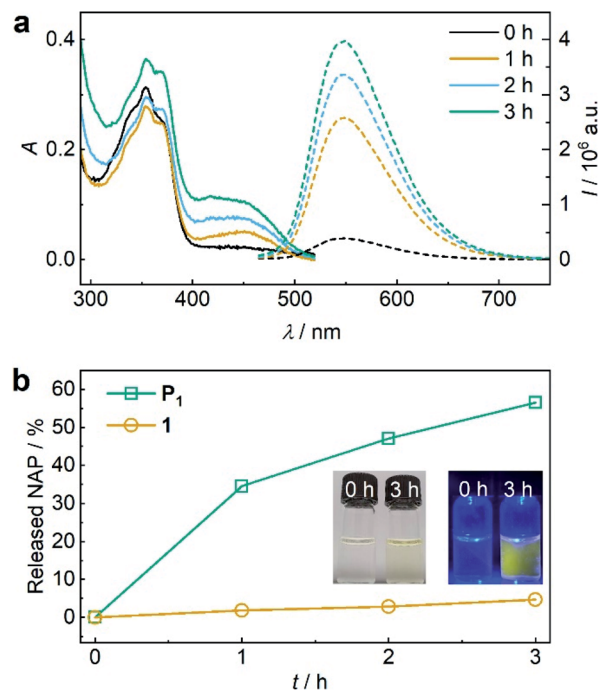 a
0 h
1 h
2 h
3 h
0.4
0.2
0.0
A
4
3
2
1
0
I / 10⁶ a.u.
300 400 500 600 700
λ / nm
b
P₁
1
60
50
40
30
20
10
0
Released NAP / %
0 h 3 h 0 h 3 h
0 1 2 3
t / h